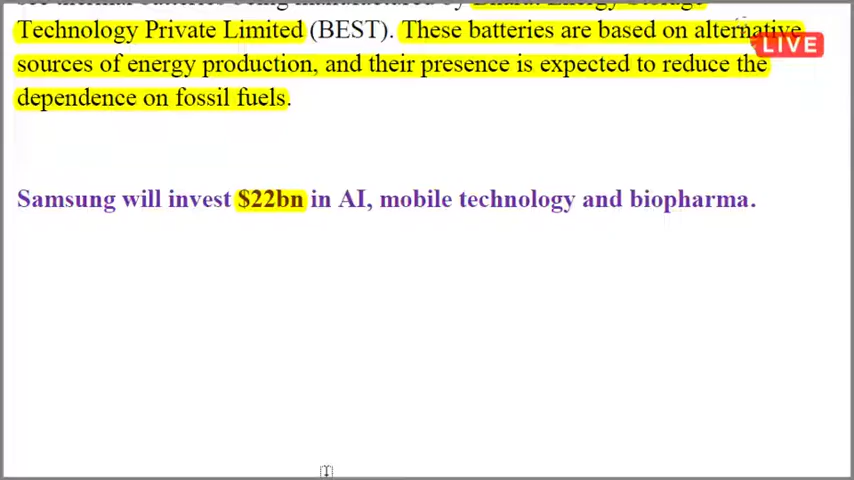 Technology Private Limited (BEST). These batteries are based on alternative
LIVE
sources of energy production, and their presence is expected to reduce the
dependence on fossil fuels.
Samsung will invest $22bn in AI, mobile technology and biopharma.